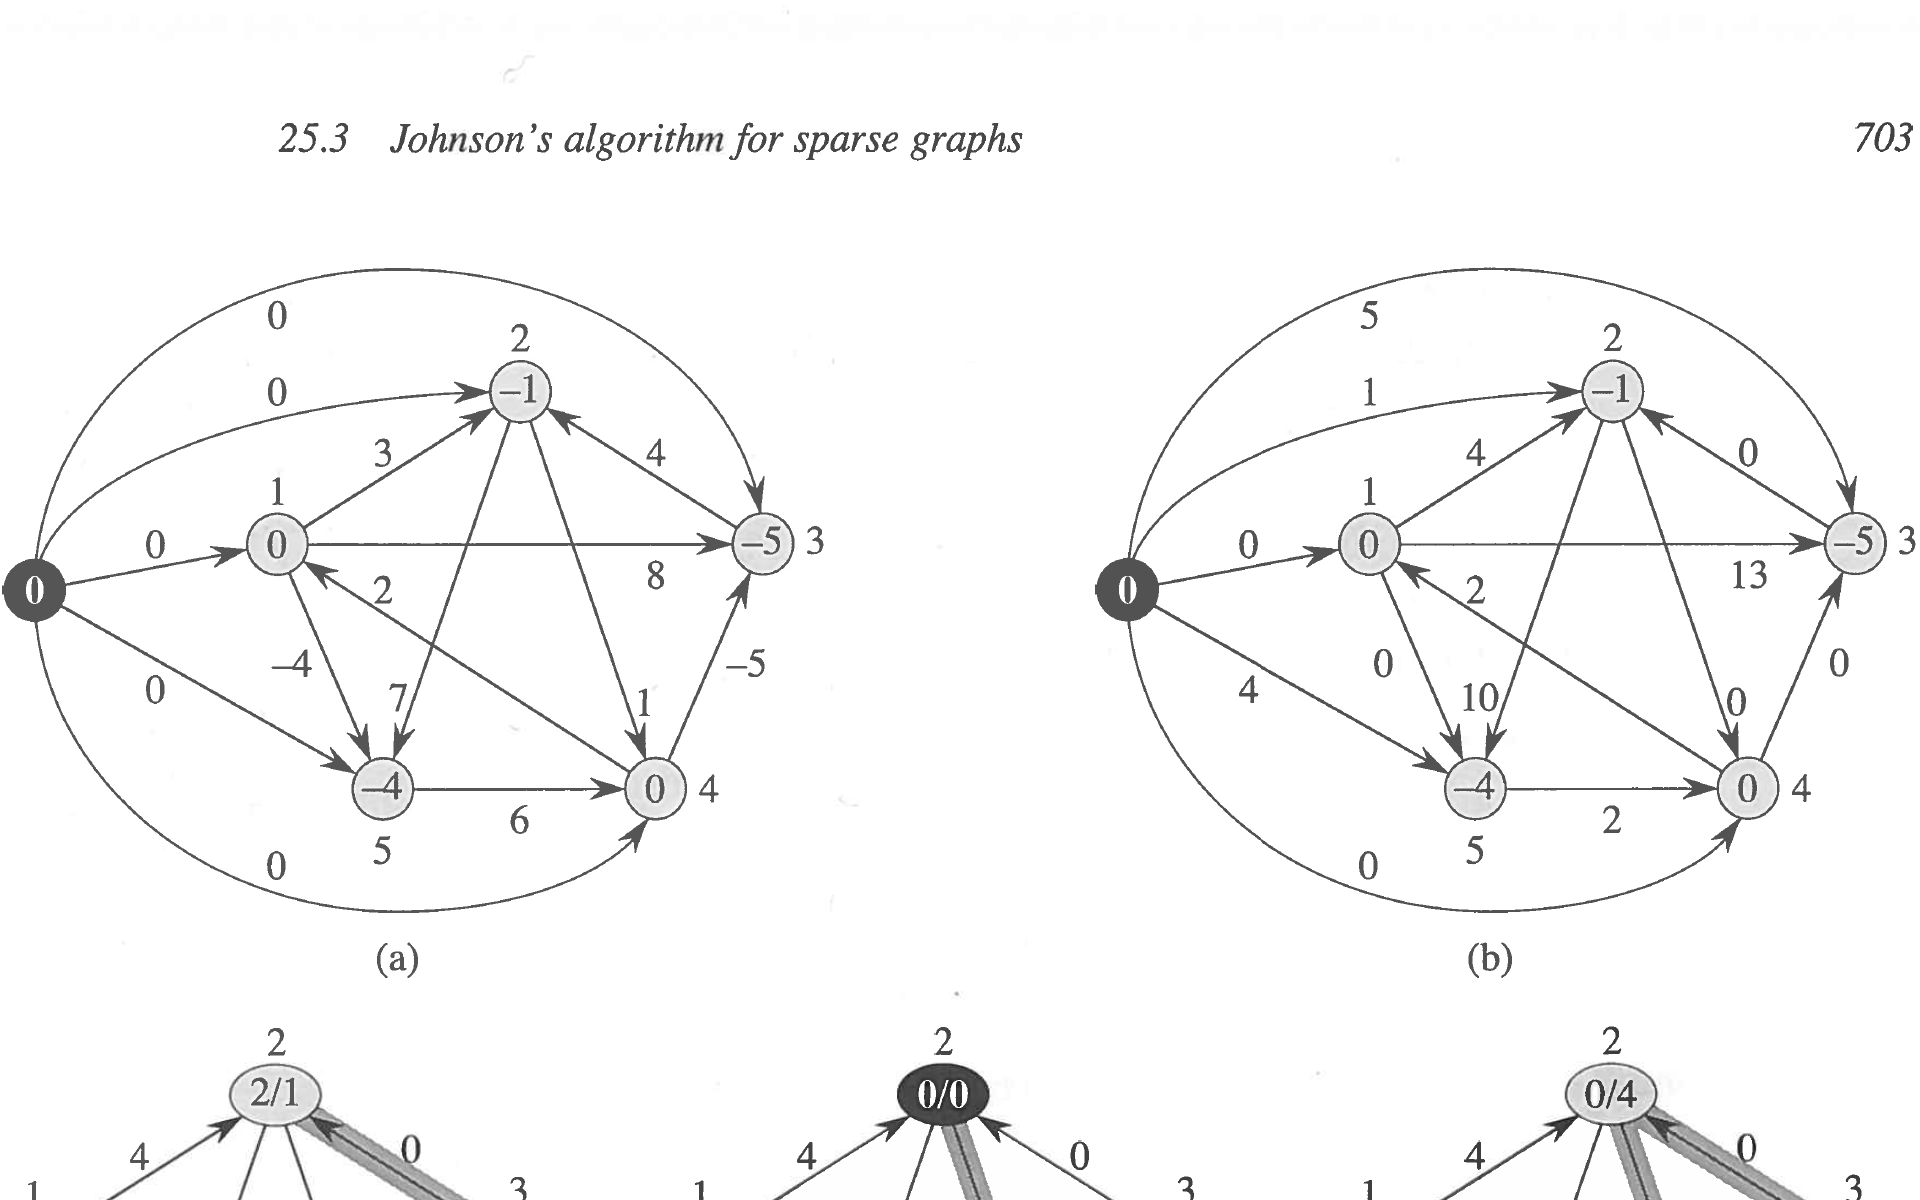 25.3 Johnson's algorithm for sparse graphs 703
0 5
2 2
0 –1 1 –1
3 4 4 0
1 1
0 0 –5 3 0 0 –5 3
8 13
0 2 0 2
–4 –5 0 0
0 7 1 4 10 0
–4 0 4 –4 0 4
6 2
5 5
0 0
(a) (b)
2 2 2
2/1 0/0 0/4
4 0 4 0 4 0
1 3 1 3 1 3